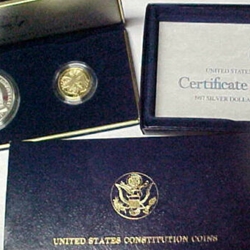 UNITED STATES
Certificate
1987 SILVER DOLLAR
UNITED STATES CONSTITUTION COINS